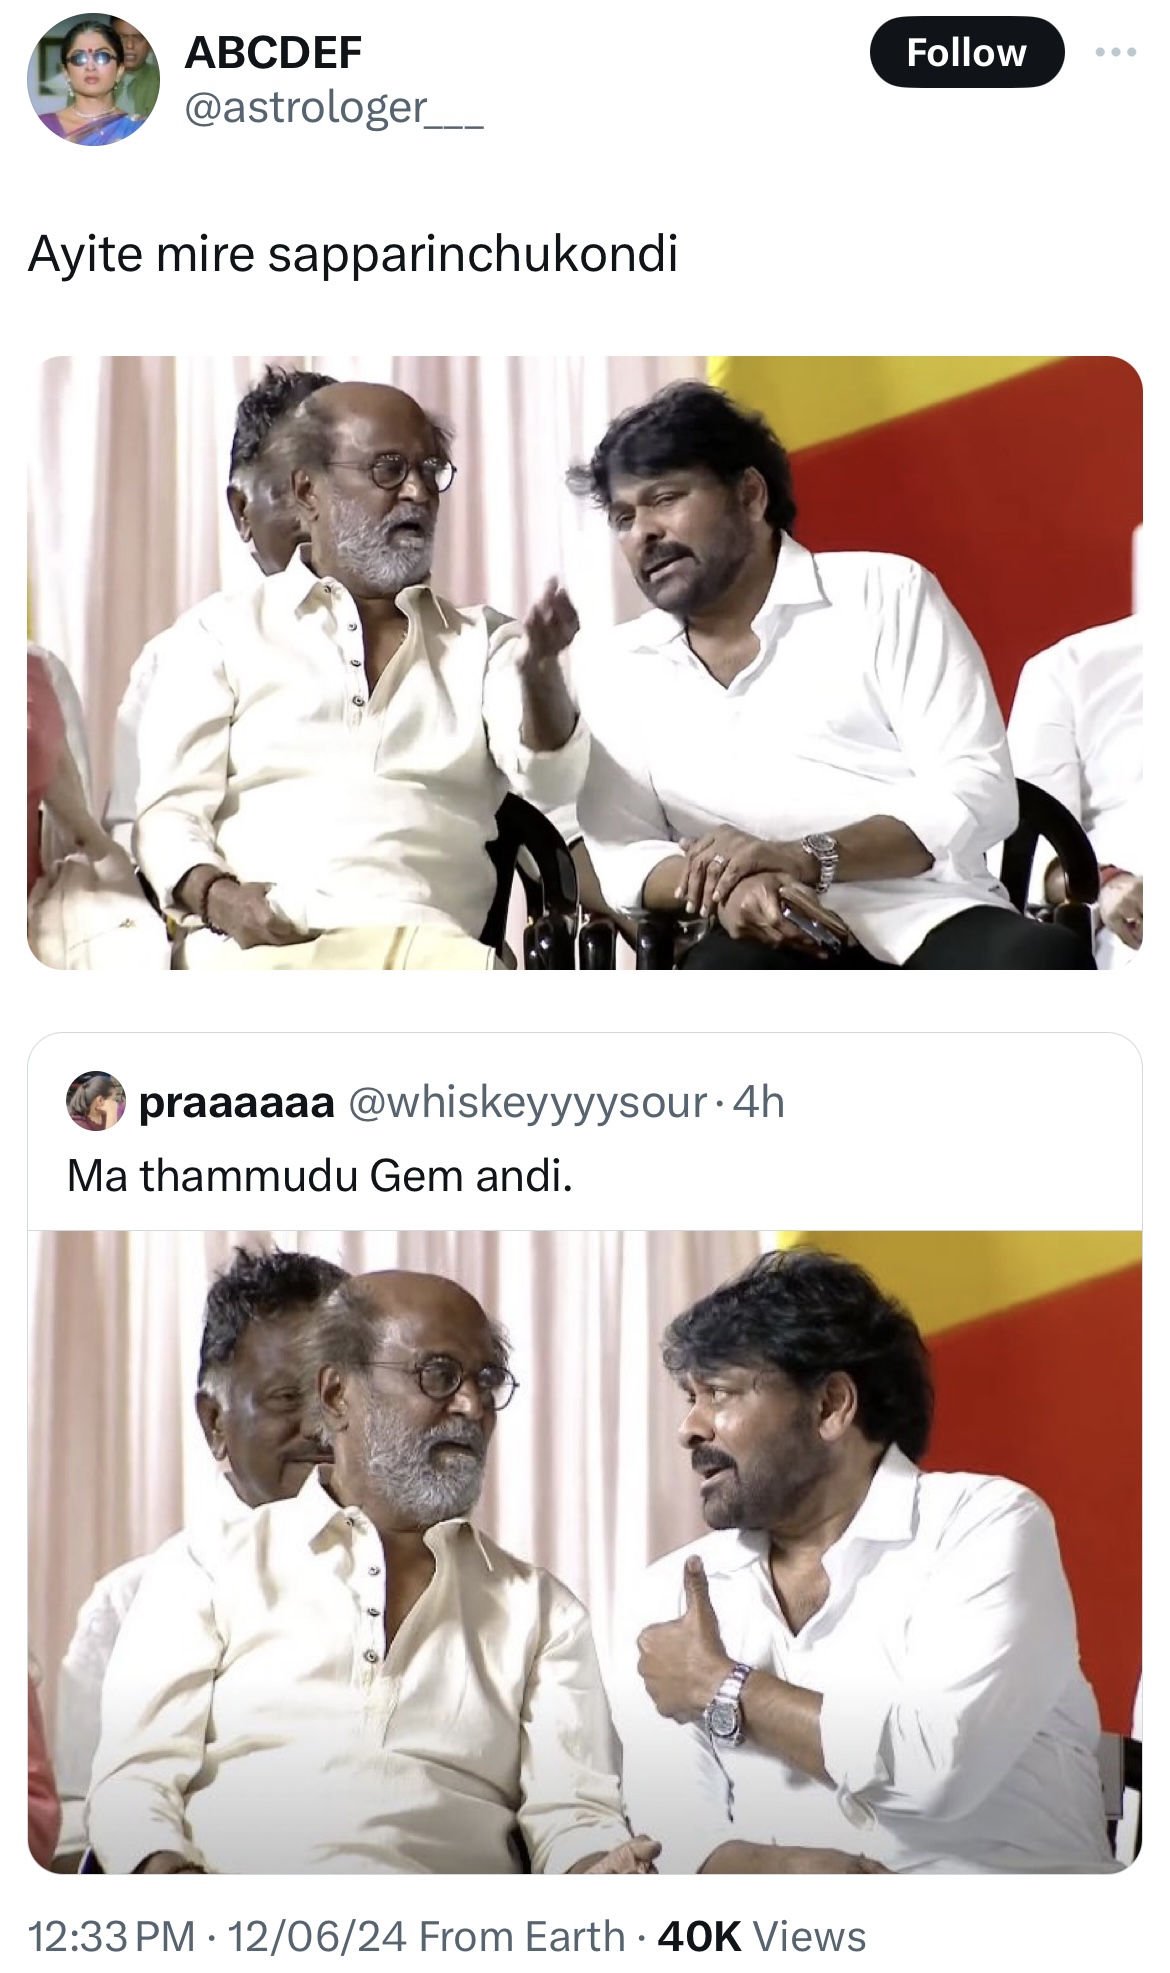 ABCDEF
Follow
@astrologer___
Ayite mire sapparinchukondi
praaaaaa @whiskeyyyysour · 4h
Ma thammudu Gem andi.
12:33 PM · 12/06/24 From Earth · 40K Views